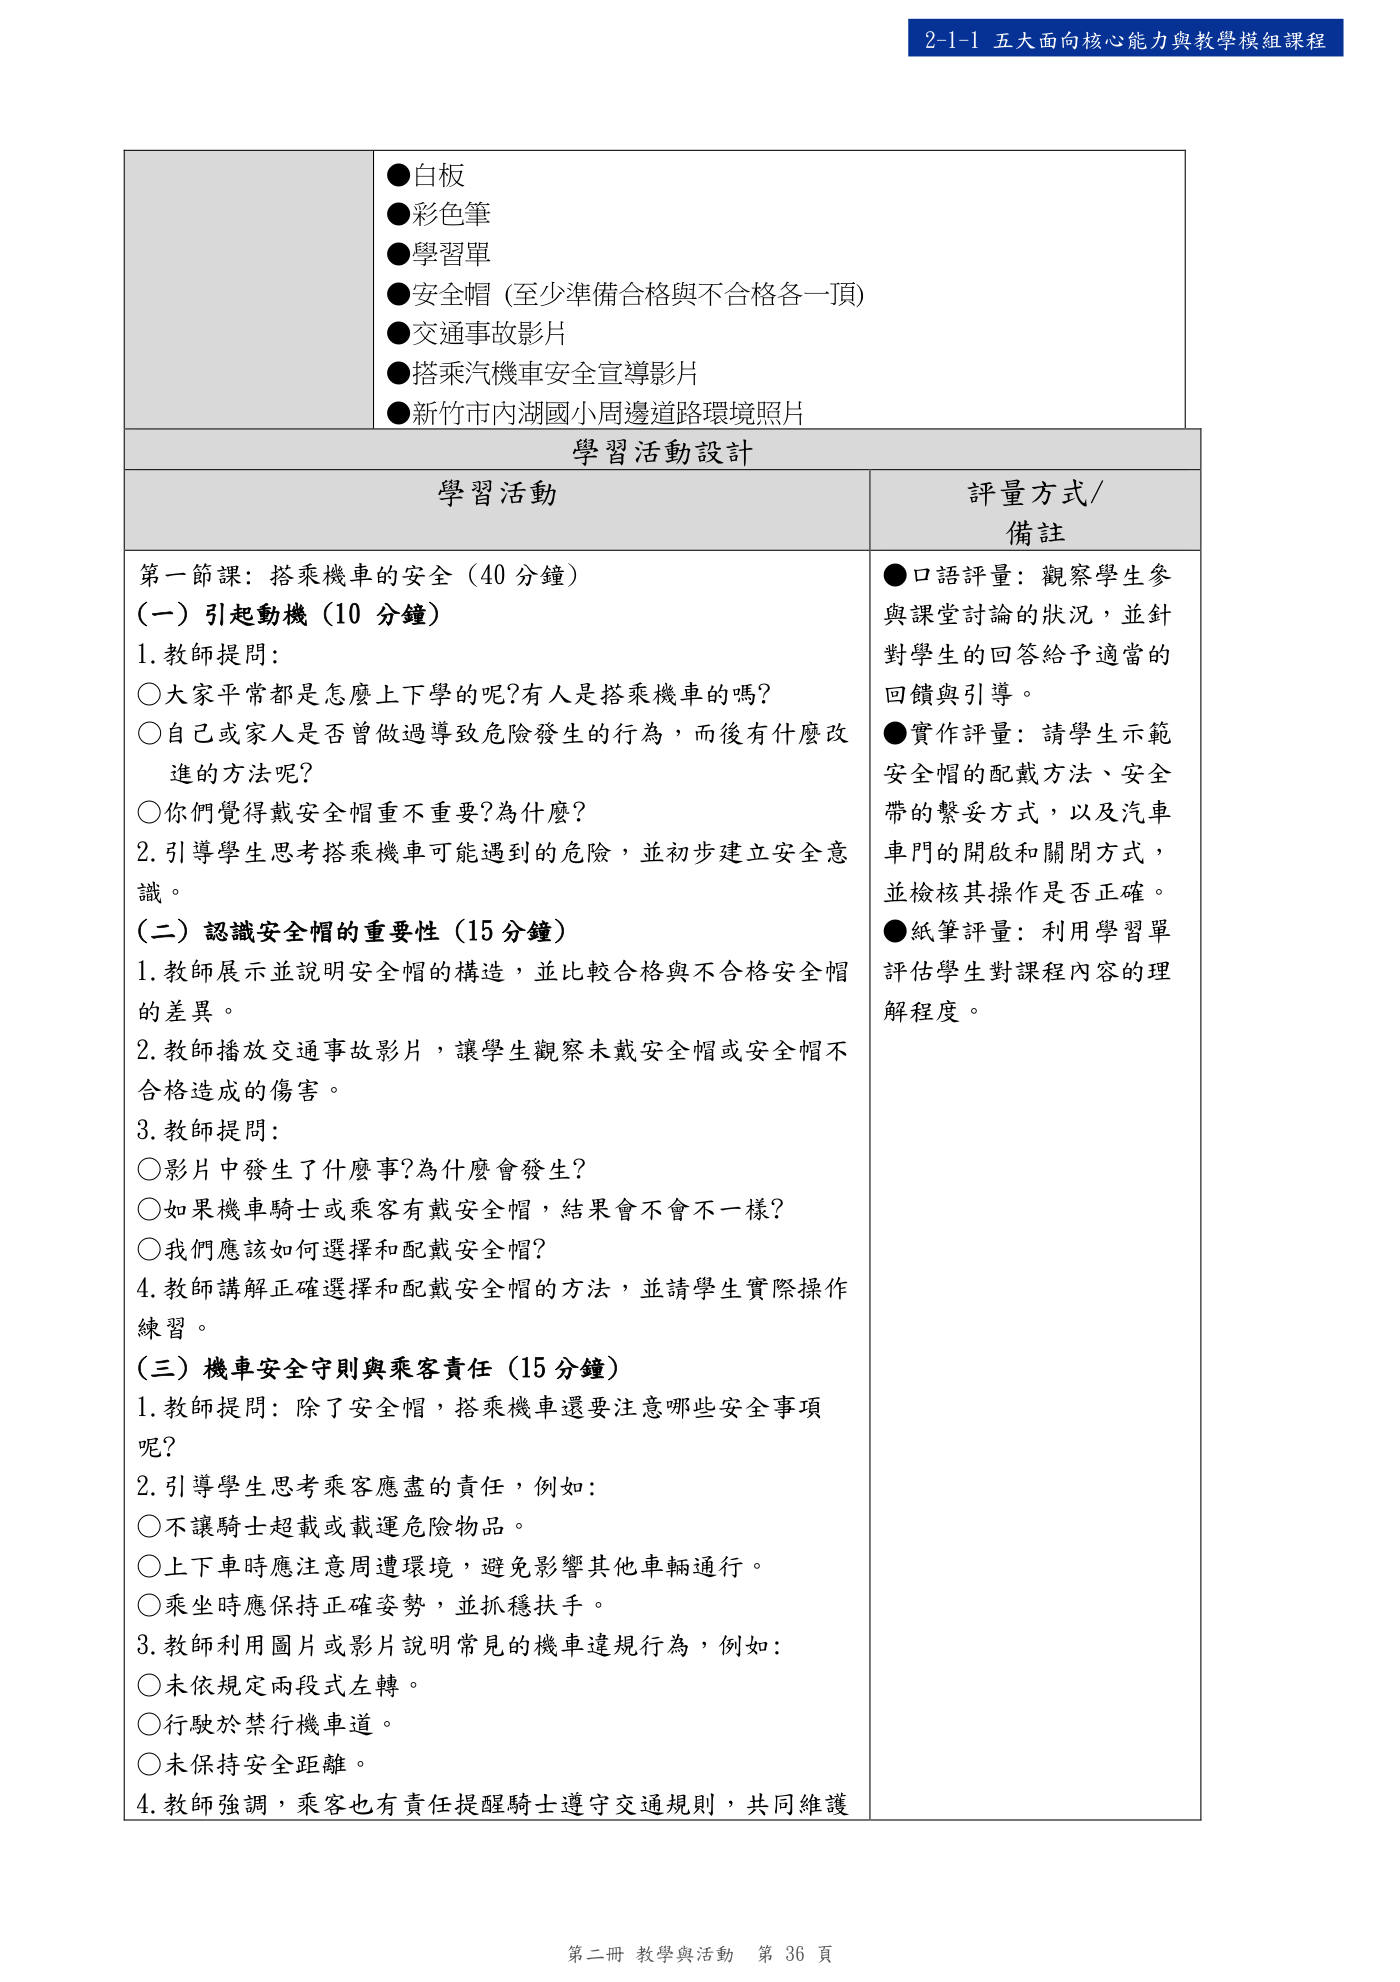 2-1-1 五大面向核心能力與教學模組課程
●白板
●彩色筆
●學習單
●安全帽 (至少準備合格與不合格各一頂)
●交通事故影片
●搭乘汽機車安全宣導影片
●新竹市內湖國小周邊道路環境照片
學習活動設計
學習活動
評量方式/
備註
第一節課: 搭乘機車的安全（40 分鐘）
（一）引起動機（10 分鐘）
1.教師提問:
○大家平常都是怎麼上下學的呢?有人是搭乘機車的嗎?
○自己或家人是否曾做過導致危險發生的行為，而後有什麼改
進的方法呢?
○你們覺得戴安全帽重不重要?為什麼?
2.引導學生思考搭乘機車可能遇到的危險，並初步建立安全意
識。
（二）認識安全帽的重要性（15 分鐘）
1.教師展示並說明安全帽的構造，並比較合格與不合格安全帽
的差異。
2.教師播放交通事故影片，讓學生觀察未戴安全帽或安全帽不
合格造成的傷害。
3.教師提問:
○影片中發生了什麼事?為什麼會發生?
○如果機車騎士或乘客有戴安全帽，結果會不會不一樣?
○我們應該如何選擇和配戴安全帽?
4.教師講解正確選擇和配戴安全帽的方法，並請學生實際操作
練習。
（三）機車安全守則與乘客責任（15 分鐘）
1.教師提問: 除了安全帽，搭乘機車還要注意哪些安全事項
呢?
2.引導學生思考乘客應盡的責任，例如:
○不讓騎士超載或載運危險物品。
○上下車時應注意周遭環境，避免影響其他車輛通行。
○乘坐時應保持正確姿勢，並抓穩扶手。
3.教師利用圖片或影片說明常見的機車違規行為，例如:
○未依規定兩段式左轉。
○行駛於禁行機車道。
○未保持安全距離。
4.教師強調，乘客也有責任提醒騎士遵守交通規則，共同維護
●口語評量: 觀察學生參
與課堂討論的狀況，並針
對學生的回答給予適當的
回饋與引導。
●實作評量: 請學生示範
安全帽的配戴方法、安全
帶的繫妥方式，以及汽車
車門的開啟和關閉方式，
並檢核其操作是否正確。
●紙筆評量: 利用學習單
評估學生對課程內容的理
解程度。
第二冊 教學與活動 第 36 頁